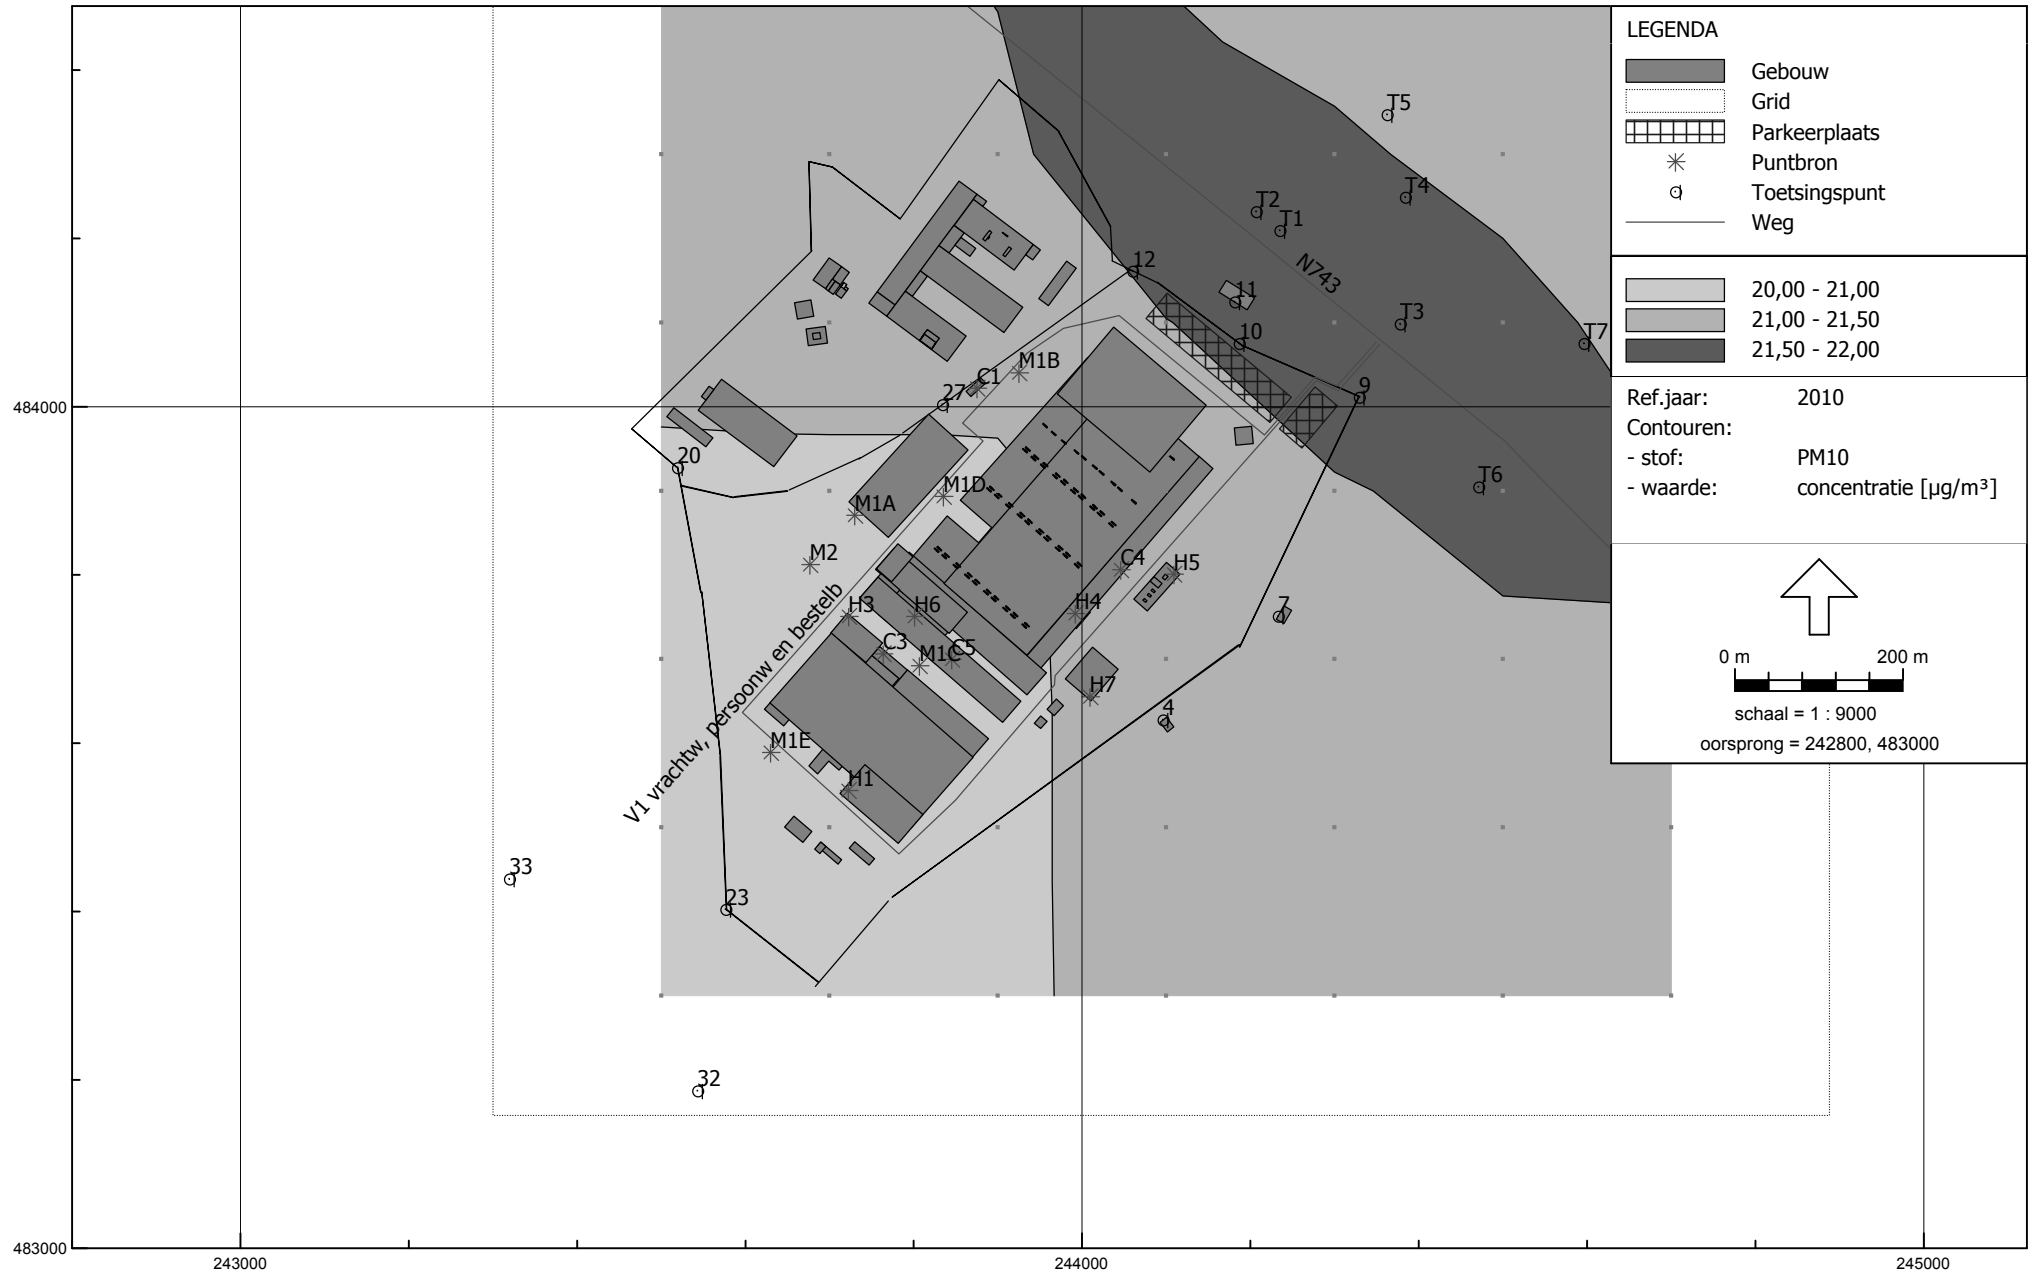 LEGENDA
Gebouw
Grid
Parkeerplaats
Puntbron
Toetsingspunt
Weg
20,00 - 21,00
21,00 - 21,50
21,50 - 22,00
Ref.jaar: 2010
Contouren:
- stof: PM10
- waarde: concentratie [µg/m³]
0 m 200 m
schaal = 1 : 9000
oorsprong = 242800, 483000
T5
T4
T2
T1
N743
12
11
T3
10
T7
M1B
C1
27
9
484000
20
M1D
T6
M1A
M2
C4
H5
H3
H6
H4
7
V1 vrachtw, persoonw en bestelb
C3
M1C
C5
H7
4
M1E
H1
33
23
32
483000
243000
244000
245000